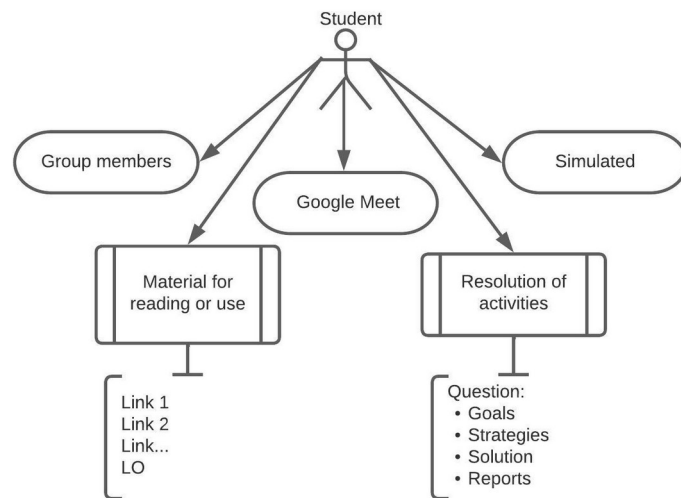 Student
Group members
Simulated
Google Meet
Material for
reading or use
Resolution of
activities
Link 1
Link 2
Link...
LO
Question:
• Goals
• Strategies
• Solution
• Reports